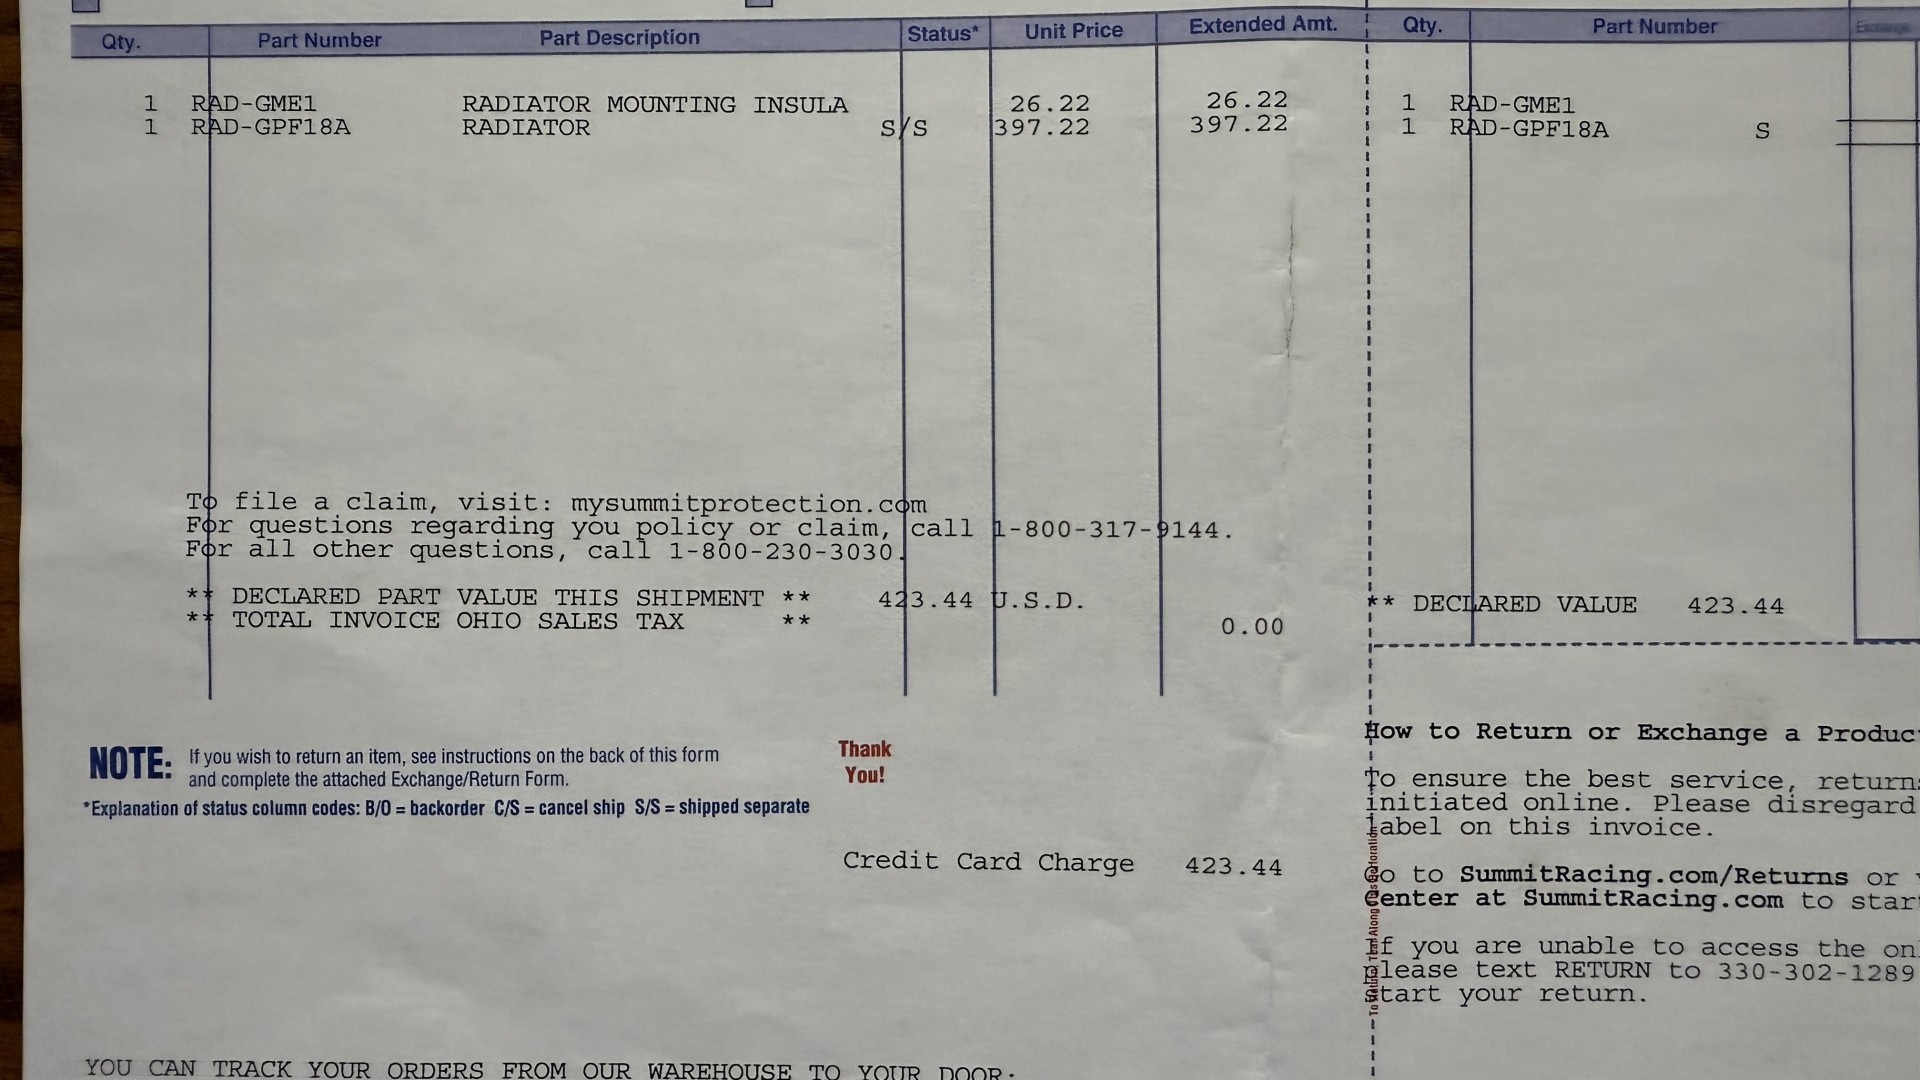 Qty. Part Number Part Description Status* Unit Price Extended Amt.
1 RAD-GME1 RADIATOR MOUNTING INSULA 26.22 26.22
1 RAD-GPF18A RADIATOR S/S 397.22 397.22
To file a claim, visit: mysummitprotection.com
For questions regarding you policy or claim, call 1-800-317-9144.
For all other questions, call 1-800-230-3030.
** DECLARED PART VALUE THIS SHIPMENT ** 423.44 U.S.D.
** TOTAL INVOICE OHIO SALES TAX ** 0.00
NOTE: If you wish to return an item, see instructions on the back of this form
and complete the attached Exchange/Return Form.
*Explanation of status column codes: B/O = backorder C/S = cancel ship S/S = shipped separate
Thank
You!
Credit Card Charge 423.44
YOU CAN TRACK YOUR ORDERS FROM OUR WAREHOUSE TO YOUR DOOR.
Qty. Part Number
1 RAD-GME1
1 RAD-GPF18A S
** DECLARED VALUE 423.44
How to Return or Exchange a Produc
To ensure the best service, returns
initiated online. Please disregard
label on this invoice.
Go to SummitRacing.com/Returns or
Center at SummitRacing.com to start
If you are unable to access the on
please text RETURN to 330-302-1289
start your return.